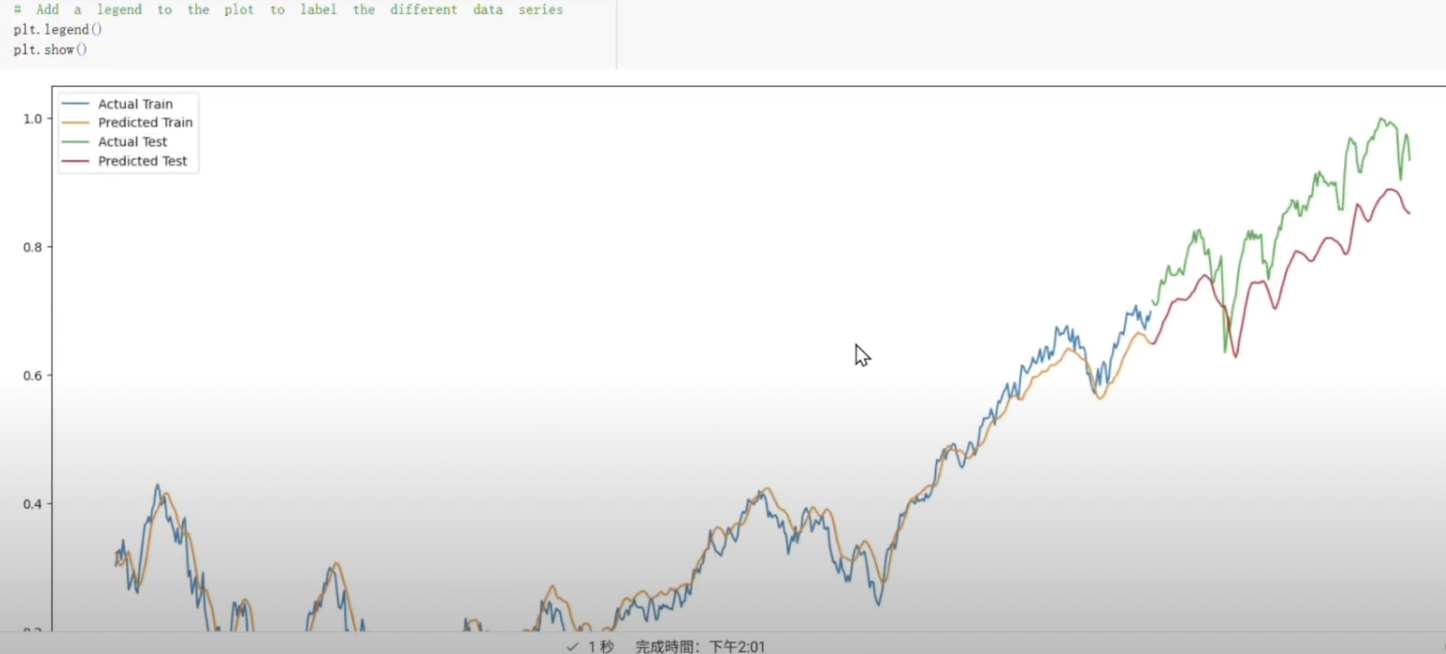 # Add a legend to the plot to label the different data series
plt.legend()
plt.show()
Actual Train
Predicted Train
Actual Test
Predicted Test
1.0
0.8
0.6
0.4
✓ 1 秒 完成時間：下午2:01